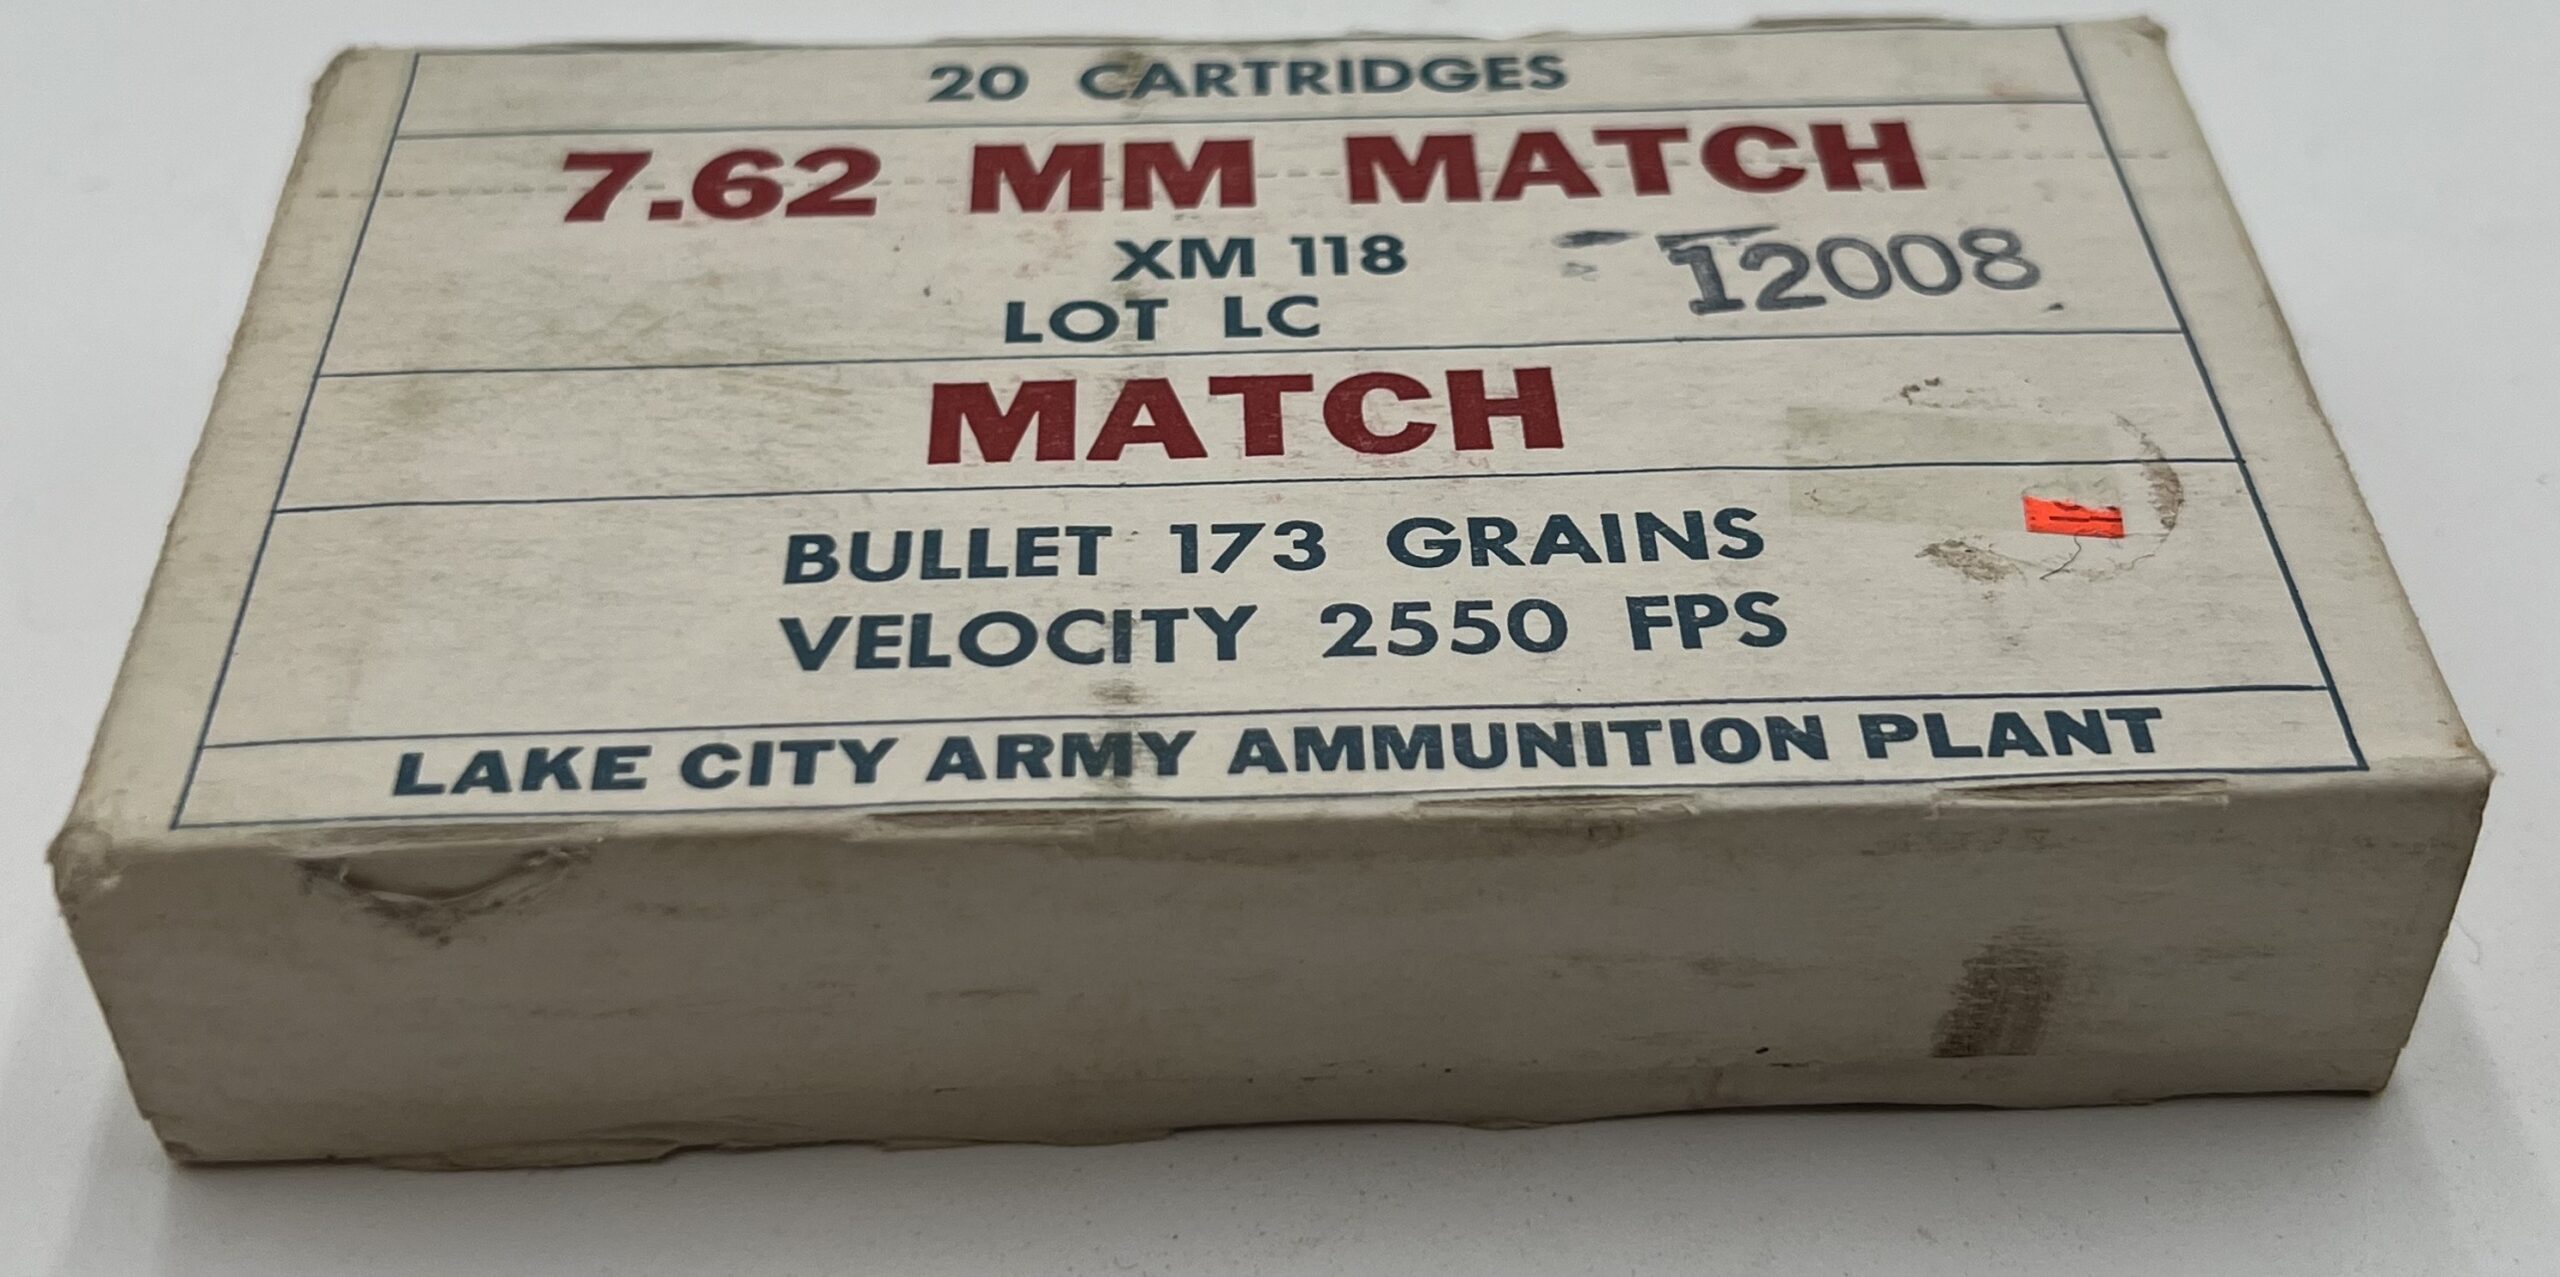 20 CARTRIDGES
7.62 MM MATCH
XM 118
LOT LC 12008
MATCH
BULLET 173 GRAINS
VELOCITY 2550 FPS
LAKE CITY ARMY AMMUNITION PLANT